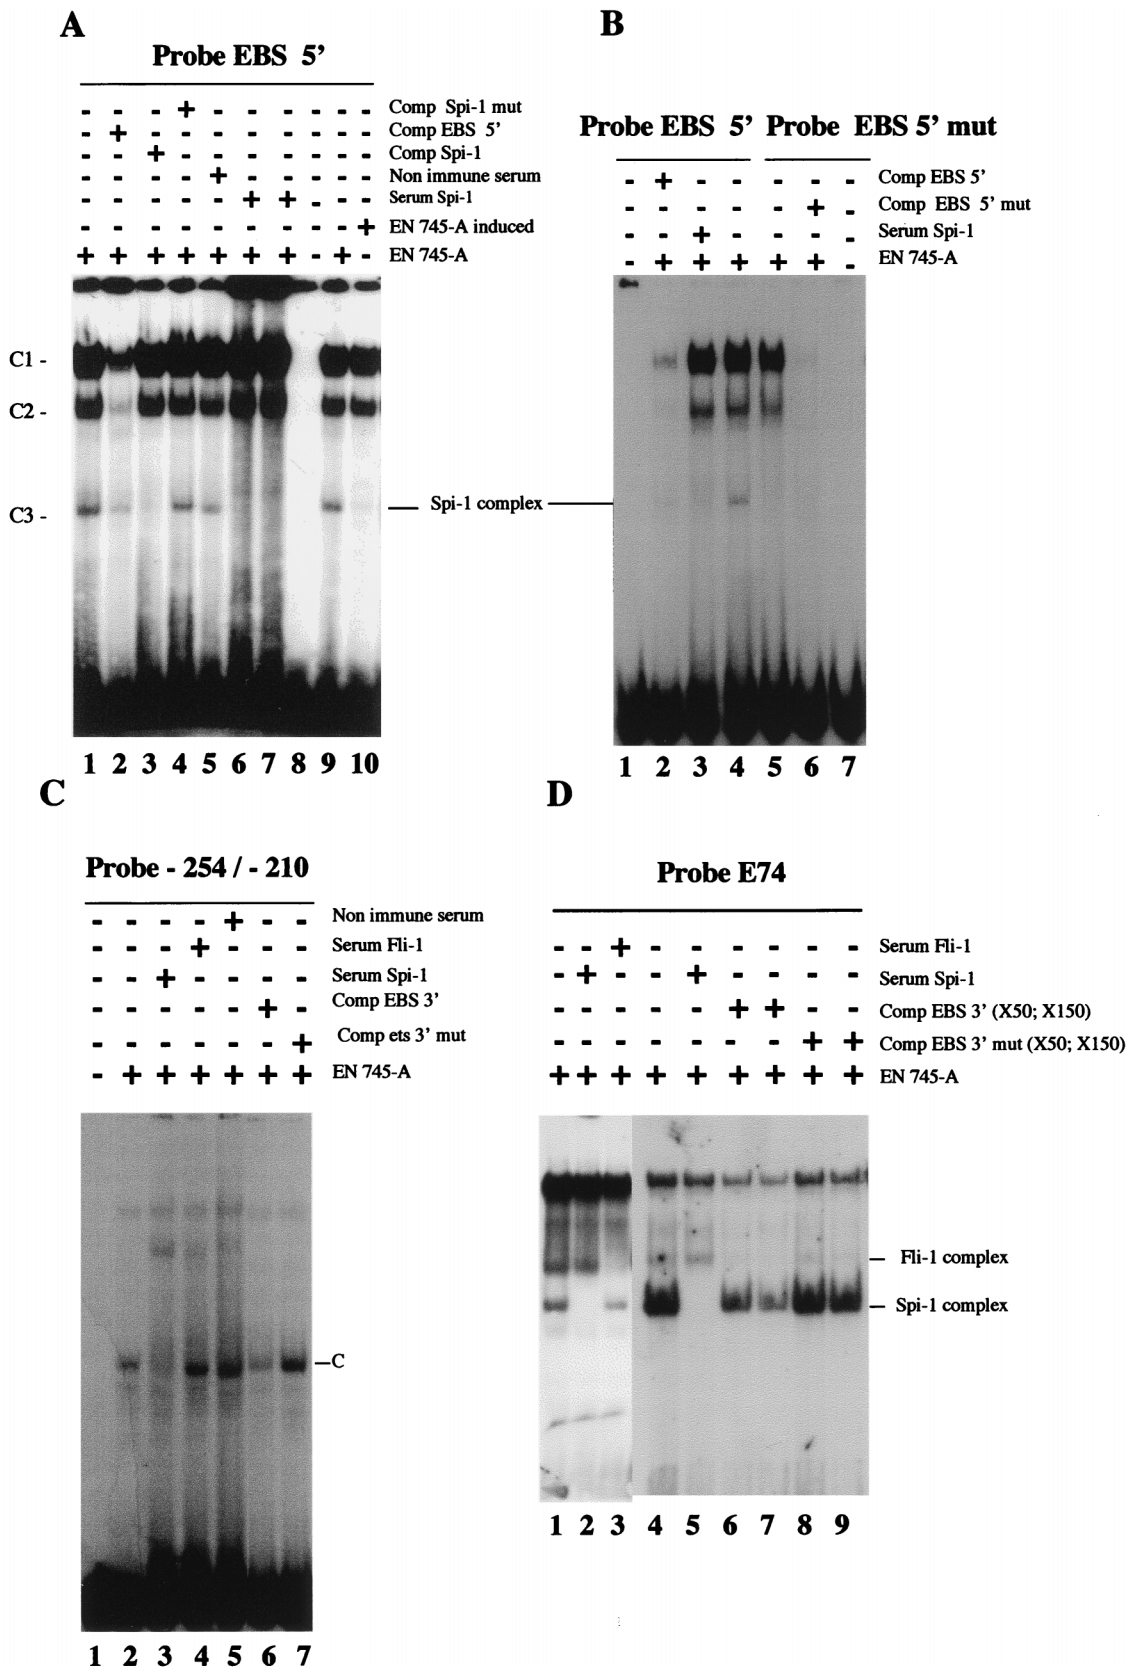 A
Probe EBS 5’
- - - + - - - - - - Comp Spi-1 mut
- + - - - - - - - - Comp EBS 5’
- - + - - - - - - - Comp Spi-1
- - - - + - - - - - Non immune serum
- - - - - + + - - - Serum Spi-1
- - - - - - - - - + EN 745-A induced
+ + + + + + + - + - EN 745-A
C1 -
C2 -
C3 -
Spi-1 complex
1 2 3 4 5 6 7 8 9 10
B
Probe EBS 5’ Probe EBS 5’ mut
- + - - - - - Comp EBS 5’
- - - - - + - Comp EBS 5’ mut
- - + - - - - Serum Spi-1
- + + + + + - EN 745-A
1 2 3 4 5 6 7
C
Probe - 254 / - 210
- - - - + - - Non immune serum
- - - + - - - Serum Fli-1
- - + - - - - Serum Spi-1
- - - - - + - Comp EBS 3’
- - - - - - + Comp ets 3’ mut
- + + + + + + EN 745-A
C
1 2 3 4 5 6 7
D
Probe E74
- - + - - - - - - Serum Fli-1
- + - - + - - - - Serum Spi-1
- - - - - + + - - Comp EBS 3’ (X50; X150)
- - - - - - - + + Comp EBS 3’ mut (X50; X150)
+ + + + + + + + + EN 745-A
Fli-1 complex
Spi-1 complex
1 2 3 4 5 6 7 8 9